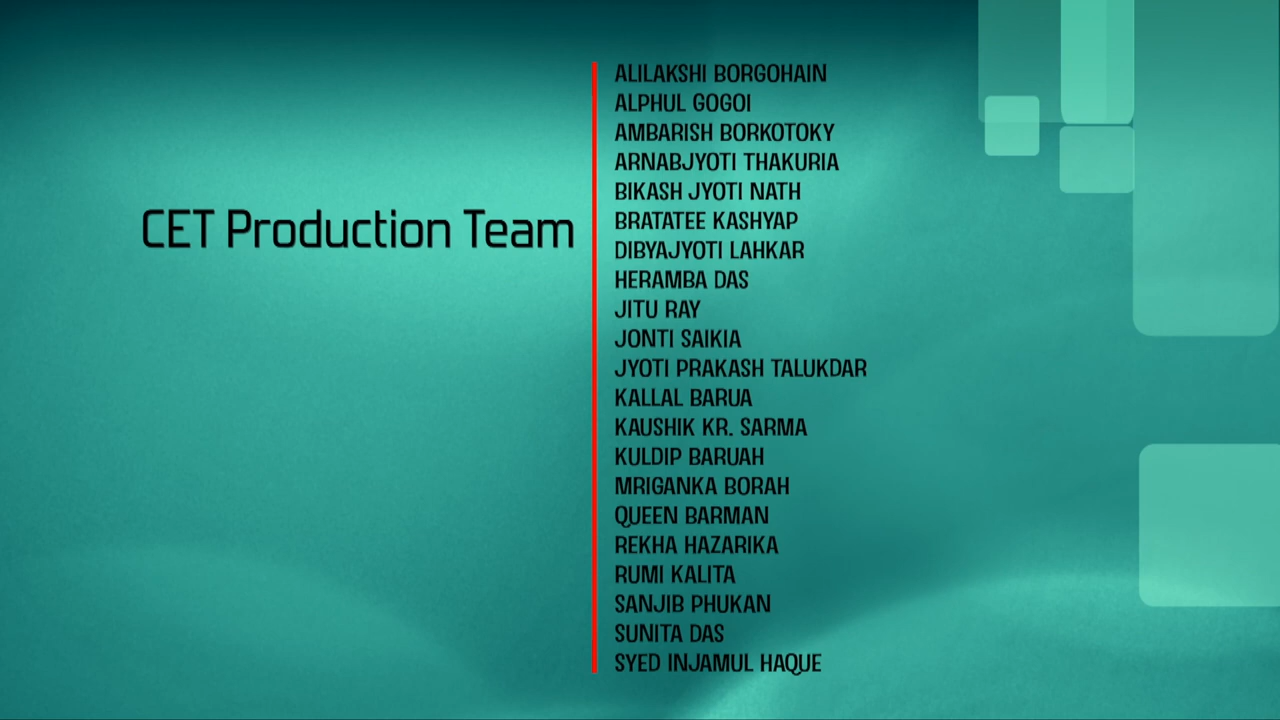 CET Production Team
ALILAKSHI BORGOHAIN
ALPHUL GOGOI
AMBARISH BORKOTOKY
ARNABJYOTI THAKURIA
BIKASH JYOTI NATH
BRATATEE KASHYAP
DIBYAJYOTI LAHKAR
HERAMBA DAS
JITU RAY
JONTI SAIKIA
JYOTI PRAKASH TALUKDAR
KALLAL BARUA
KAUSHIK KR. SARMA
KULDIP BARUAH
MRIGANKA BORAH
QUEEN BARMAN
REKHA HAZARIKA
RUMI KALITA
SANJIB PHUKAN
SUNITA DAS
SYED INJAMUL HAQUE